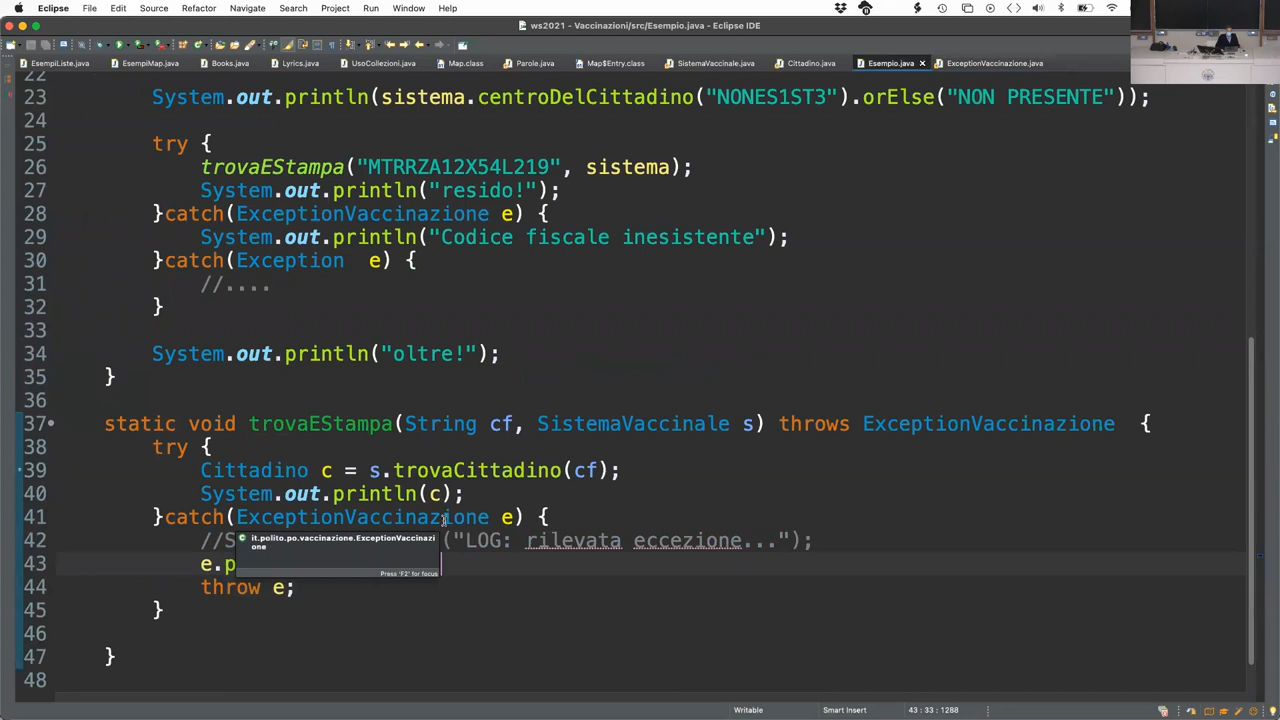 Eclipse File Edit Source Refactor Navigate Search Project Run Window Help
ws2021 - Vaccinazioni/src/Esempio.java - Eclipse IDE
EsempiListe.java EsempiMap.java Books.java Lyrics.java UsoCollezioni.java Map.class Parole.java Map$Entry.class SistemaVaccinale.java Cittadino.java Esempio.java ExceptionVaccinazione.java
22
23 System.out.println(sistema.centroDelCittadino("NONES1ST3").orElse("NON PRESENTE"));
24
25 try {
26 trovaEStampa("MTRRZA12X54L219", sistema);
27 System.out.println("resido!");
28 }catch(ExceptionVaccinazione e) {
29 System.out.println("Codice fiscale inesistente");
30 }catch(Exception  e) {
31 //....
32 }
33
34 System.out.println("oltre!");
35 }
36
37 static void trovaEStampa(String cf, SistemaVaccinale s) throws ExceptionVaccinazione  {
38 try {
39 Cittadino c = s.trovaCittadino(cf);
40 System.out.println(c);
41 }catch(ExceptionVaccinazione e) {
42 //S ("LOG: rilevata eccezione...");
it.polito.po.vaccinazione.ExceptionVaccinazi
one
43 e.p
Press 'F2' for focus
44 throw e;
45 }
46
47 }
48
Writable Smart Insert 43 : 33 : 1288